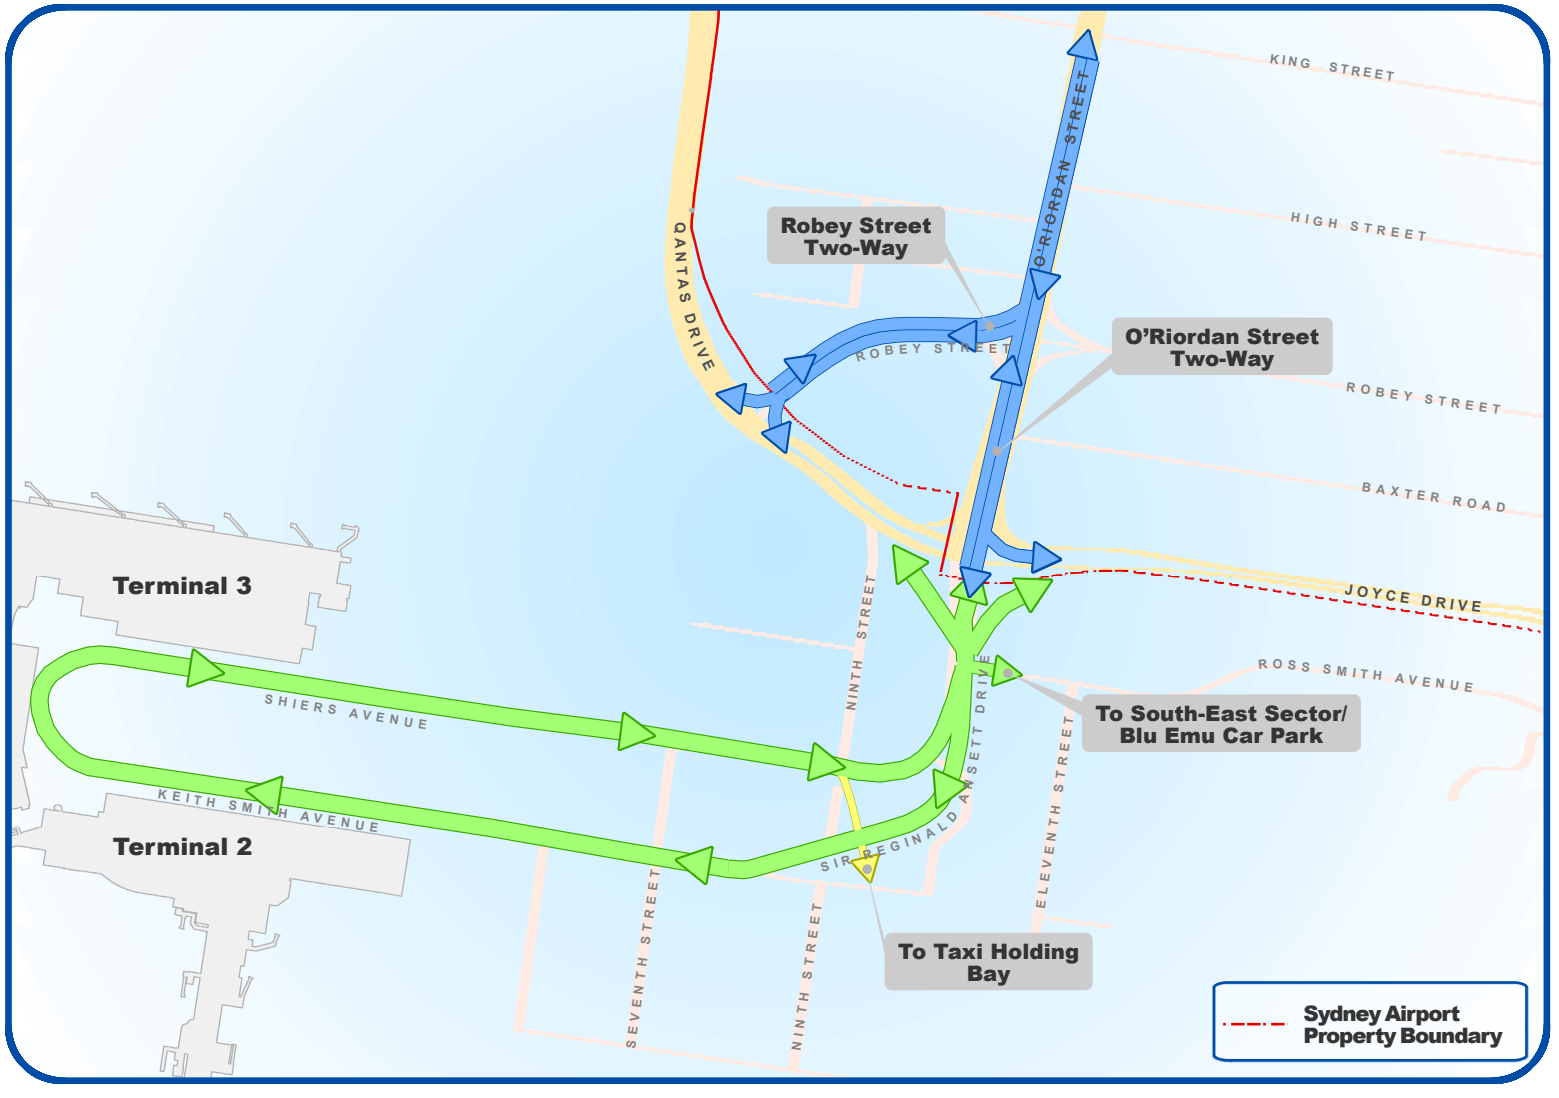 KING STREET
O'RIORDAN STREET
HIGH STREET
Robey Street
Two-Way
QANTAS DRIVE
O’Riordan Street
Two-Way
ROBEY STREET
ROBEY STREET
BAXTER ROAD
Terminal 3
JOYCE DRIVE
NINTH STREET
ROSS SMITH AVENUE
SHIERS AVENUE
To South-East Sector/
Blu Emu Car Park
KEITH SMITH AVENUE
SIR REGINALD ANSETT DRIVE
ELEVENTH STREET
Terminal 2
SEVENTH STREET
NINTH STREET
To Taxi Holding
Bay
Sydney Airport
Property Boundary